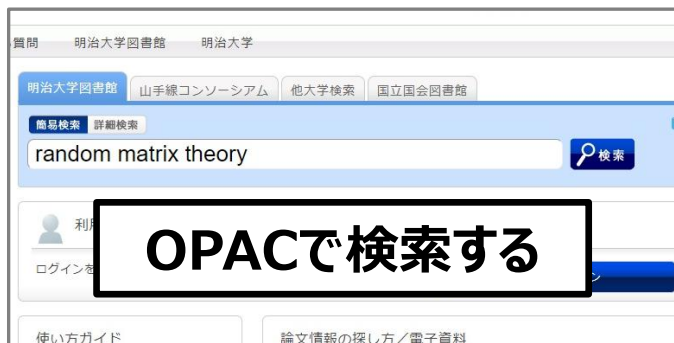 質問 明治大学図書館 明治大学
明治大学図書館 山手線コンソーシアム 他大学検索 国立国会図書館
簡易検索 詳細検索
random matrix theory 検索
利用
OPACで検索する
ログインを ン
使い方ガイド 論文情報の探し方／電子資料